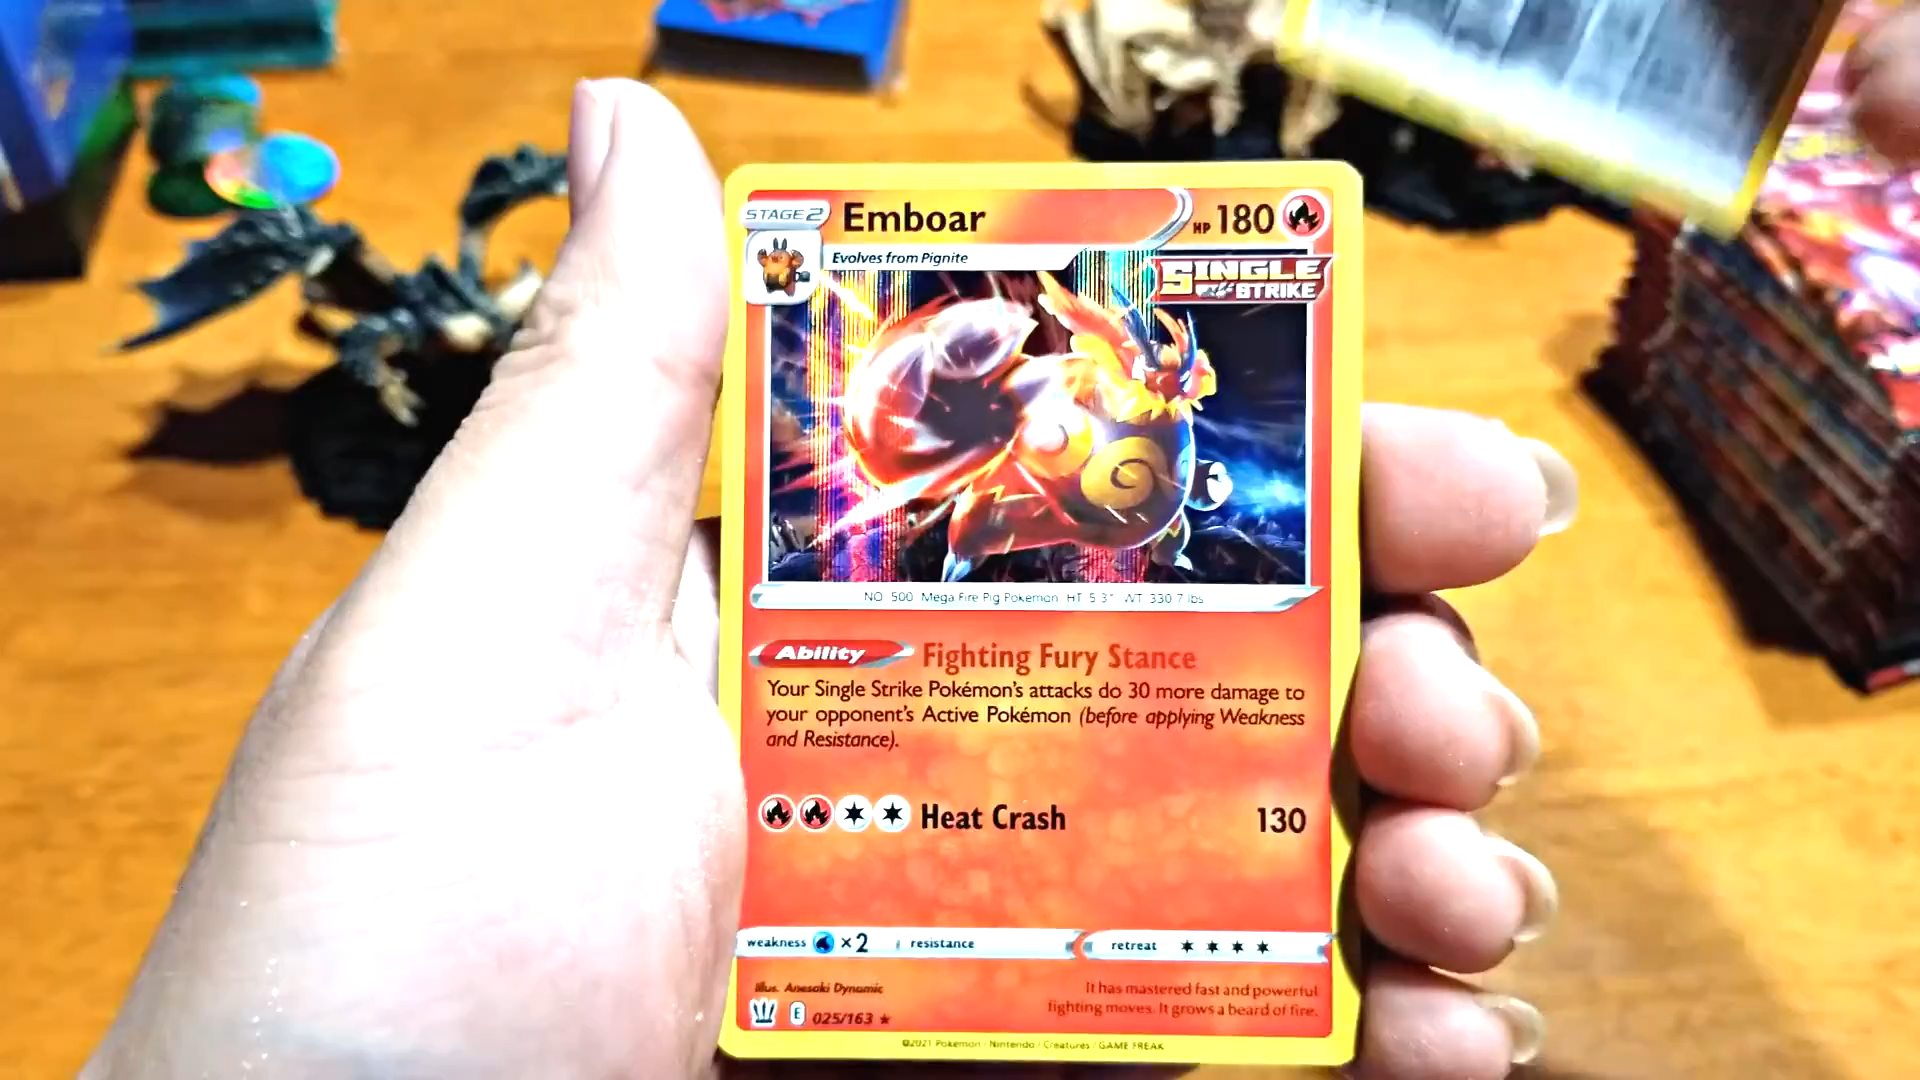 STAGE 2 Emboar HP 180
Evolves from Pignite
SINGLE
STRIKE
NO. 500 Mega Fire Pig Pokémon HT 5'3" WT 330.7 lbs
Ability Fighting Fury Stance
Your Single Strike Pokémon's attacks do 30 more damage to
your opponent's Active Pokémon (before applying Weakness
and Resistance).
Heat Crash 130
weakness ×2 resistance retreat
Illus. Anesaki Dynamic
It has mastered fast and powerful
fighting moves. It grows a beard of fire.
E 025/163 ★
©2021 Pokémon / Nintendo / Creatures / GAME FREAK